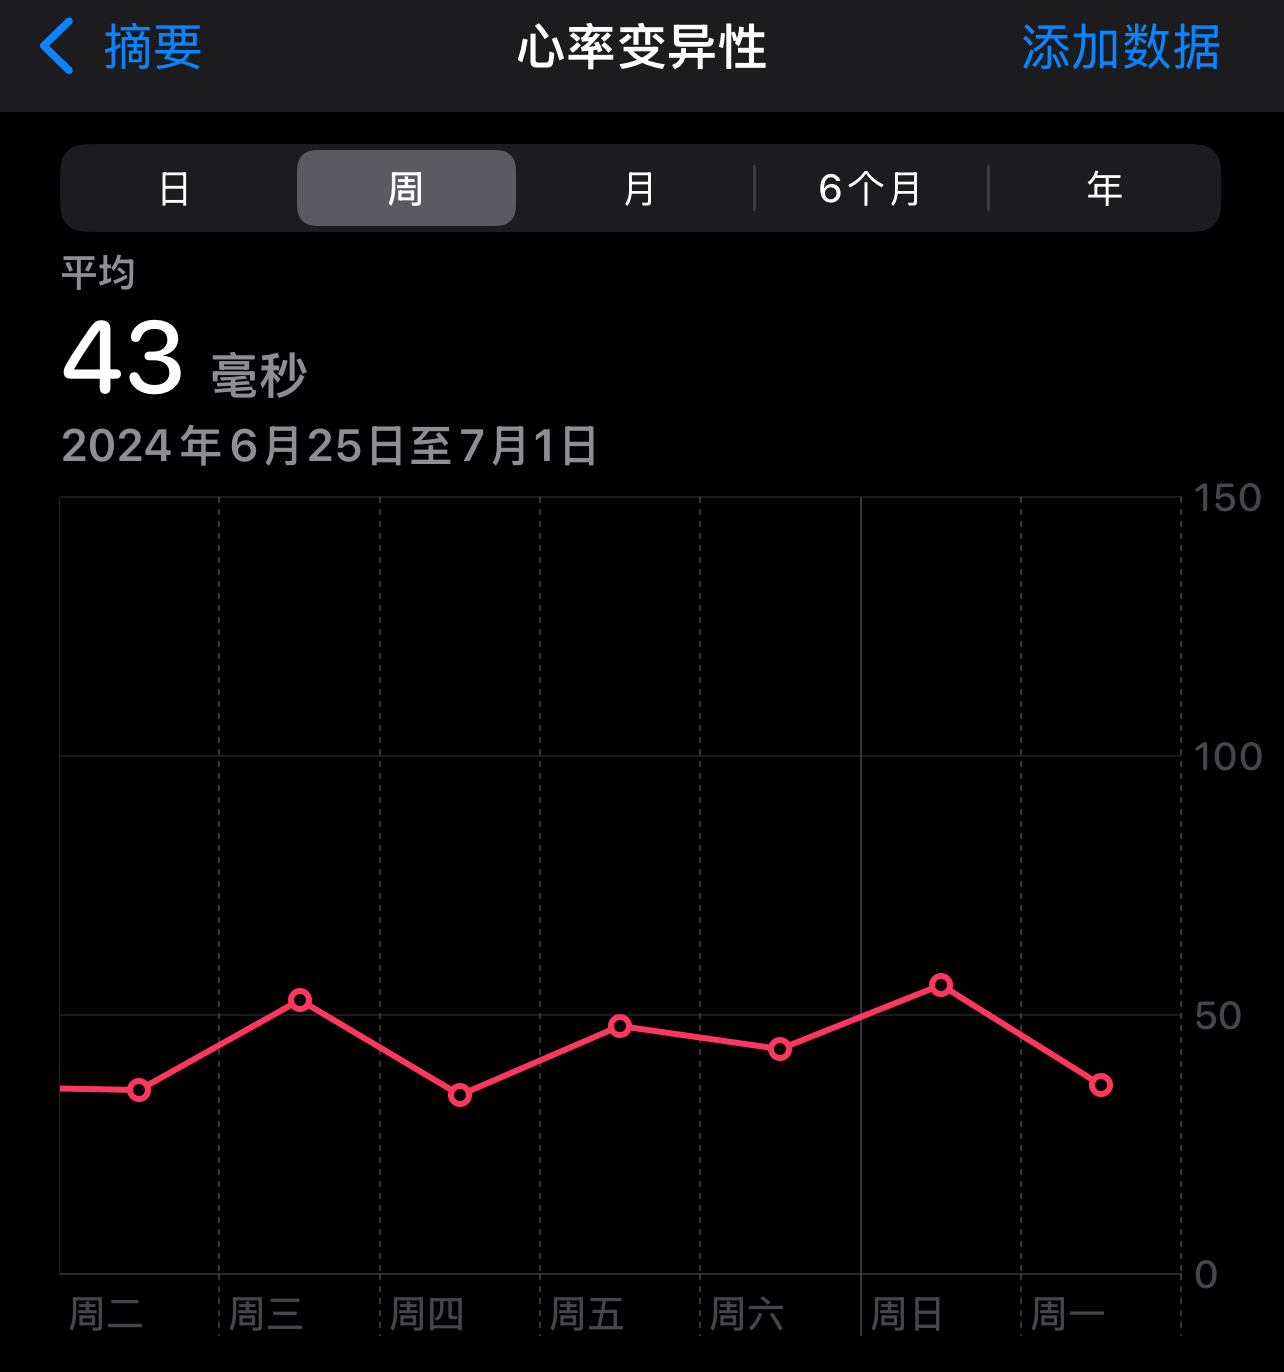 摘要 心率变异性 添加数据
日 周 月 6个月 年
平均
43 毫秒
2024年6月25日至7月1日
150
100
50
0
周二 周三 周四 周五 周六 周日 周一